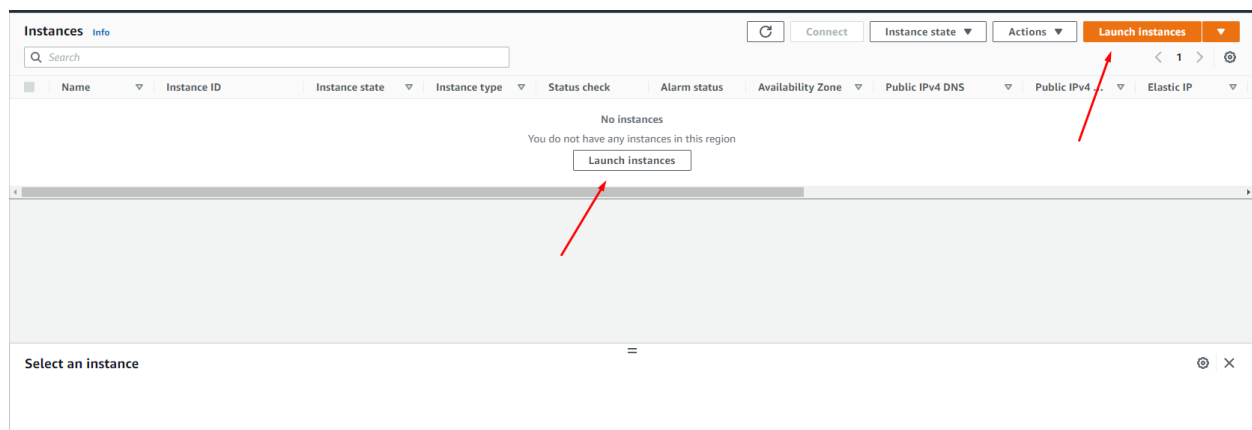 Instances Info
Connect Instance state Actions Launch instances
Search
1
Name Instance ID Instance state Instance type Status check Alarm status Availability Zone Public IPv4 DNS Public IPv4 ... Elastic IP
No instances
You do not have any instances in this region
Launch instances
Select an instance